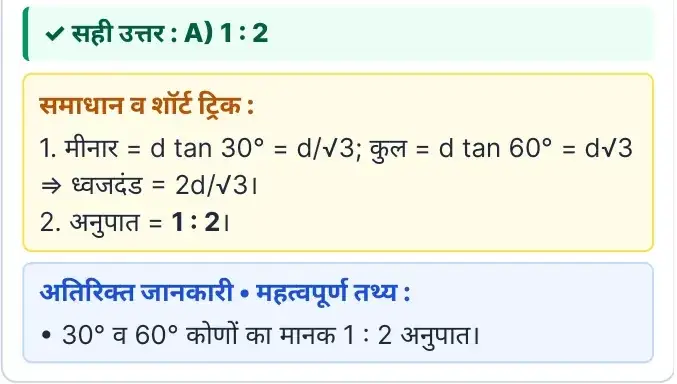 ✓ सही उत्तर : A) 1 : 2
समाधान व शॉर्ट ट्रिक :
1. मीनार = d tan 30° = d/√3; कुल = d tan 60° = d√3
⇒ ध्वजदंड = 2d/√3।
2. अनुपात = 1 : 2।
अतिरिक्त जानकारी • महत्वपूर्ण तथ्य :
• 30° व 60° कोणों का मानक 1 : 2 अनुपात।